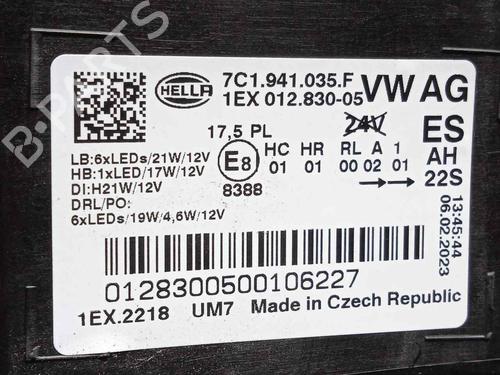 B-PARTS
HELLA
7C1.941.035.F
1EX 012.830-05
VW AG
17,5 PL
24V
ES
LB:6xLEDs/21W/12V
HB:1xLED/17W/12V
DI:H21W/12V
DRL/PO:
6xLEDs/19W/4,6W/12V
E8
8388
HC HR RL A 1
01 01 00 02 01
AH
22S
13:45:44
06.02.2023
0128300500106227
1EX.2218 UM7 Made in Czech Republic